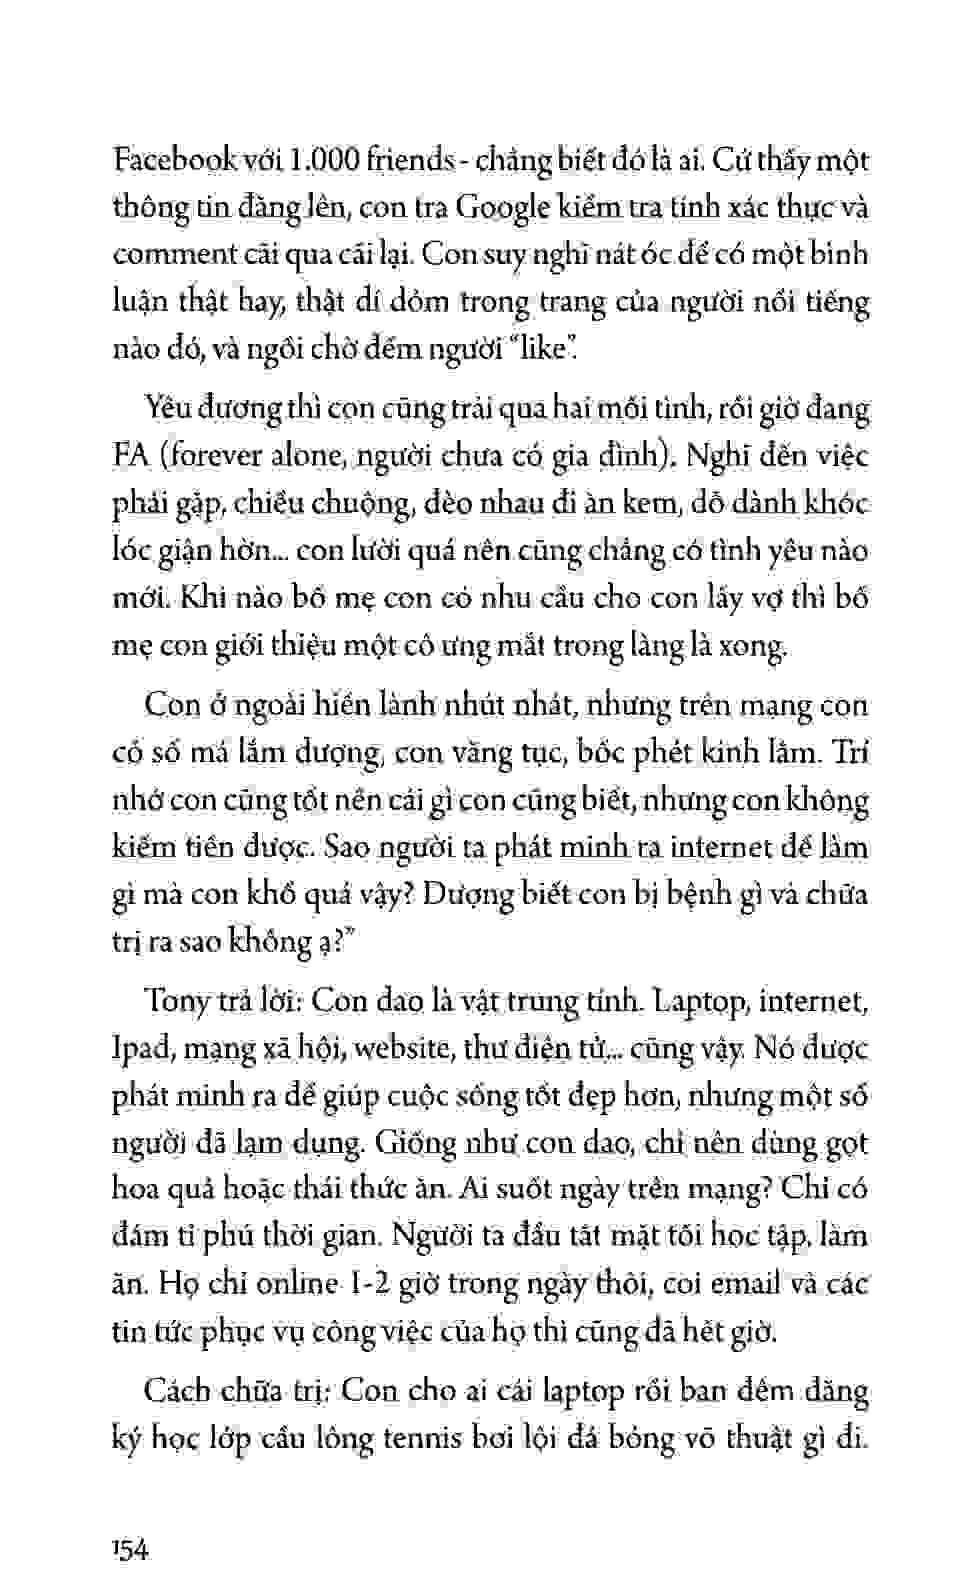 Facebook với 1.000 friends - chẳng biết đó là ai. Cứ thấy một
thông tin đăng lên, con tra Google kiểm tra tính xác thực và
comment cãi qua cãi lại. Con suy nghĩ nát óc để có một bình
luận thật hay, thật dí dỏm trong trang của người nổi tiếng
nào đó, và ngồi chờ đếm người “like”.
Yêu đương thì con cũng trải qua hai mối tình, rồi giờ đang
FA (forever alone, người chưa có gia đình). Nghĩ đến việc
phải gặp, chiều chuộng, đèo nhau đi ăn kem, dỗ dành khóc
lóc giận hờn... con lười quá nên cũng chẳng có tình yêu nào
mới. Khi nào bố mẹ con có nhu cầu cho con lấy vợ thì bố
mẹ con giới thiệu một cô ưng mắt trong làng là xong.
Con ở ngoài hiền lành nhút nhát, nhưng trên mạng con
có số má lắm dượng, con văng tục, bốc phét kinh lắm. Trí
nhớ con cũng tốt nên cái gì con cũng biết, nhưng con không
kiếm tiền được. Sao người ta phát minh ra internet để làm
gì mà con khổ quá vậy? Dượng biết con bị bệnh gì và chữa
trị ra sao không ạ?”
Tony trả lời: Con dao là vật trung tính. Laptop, internet,
Ipad, mạng xã hội, website, thư điện tử... cũng vậy. Nó được
phát minh ra để giúp cuộc sống tốt đẹp hơn, nhưng một số
người đã lạm dụng. Giống như con dao, chỉ nên dùng gọt
hoa quả hoặc thái thức ăn. Ai suốt ngày trên mạng? Chỉ có
đám tỉ phú thời gian. Người ta đầu tắt mặt tối học tập, làm
ăn. Họ chỉ online 1-2 giờ trong ngày thôi, coi email và các
tin tức phục vụ công việc của họ thì cũng đã hết giờ.
Cách chữa trị: Con cho ai cái laptop rồi ban đêm đăng
ký học lớp cầu lông tennis bơi lội đá bóng võ thuật gì đi.
154